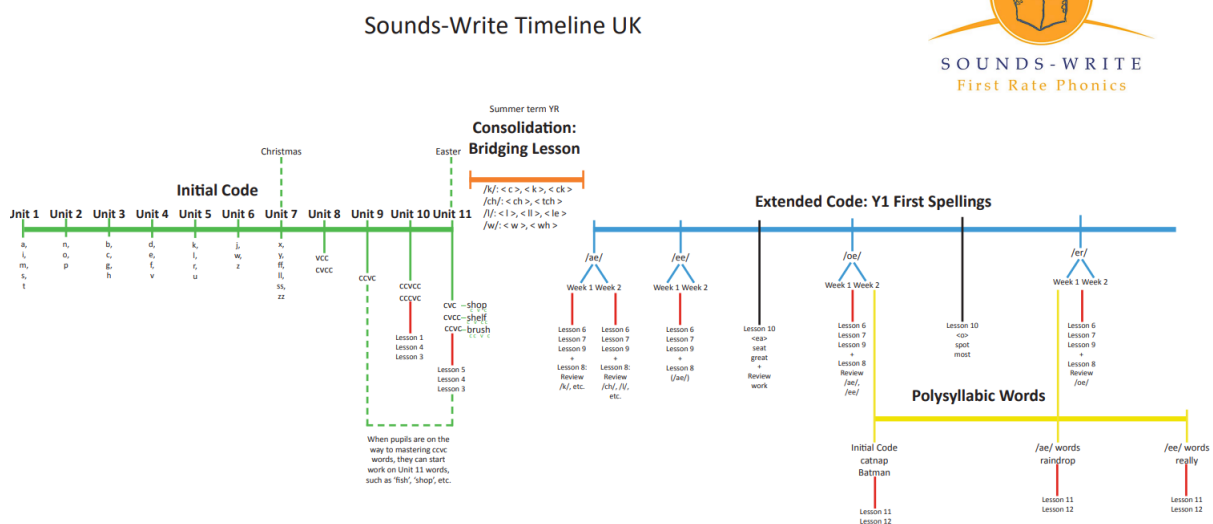 Sounds-Write Timeline UK
SOUNDS-WRITE
First Rate Phonics
Summer term YR
Consolidation:
Bridging Lesson
Christmas
Easter
/k/: < c >, < k >, < ck >
/ch/: < ch >, < tch >
/l/: < l >, < ll >, < le >
/w/: < w >, < wh >
Initial Code
Unit 1 Unit 2 Unit 3 Unit 4 Unit 5 Unit 6 Unit 7 Unit 8 Unit 9 Unit 10 Unit 11
a,
i,
m,
s,
t
n,
o,
p
b,
c,
g,
h
d,
e,
f,
v
k,
l,
r,
u
j,
w,
z
x,
y,
ff,
ll,
ss,
zz
vcc
cvcc
ccvc
ccvcc
cccvc
Lesson 1
Lesson 4
Lesson 3
cvc – shop
cvcc – shelf
ccvc – brush
Lesson 5
Lesson 4
Lesson 3
When pupils are on the
way to mastering ccvc
words, they can start
work on Unit 11 words,
such as 'fish', 'shop', etc.
Extended Code: Y1 First Spellings
/ae/
Week 1 Week 2
Lesson 6
Lesson 7
Lesson 9
+
Lesson 8:
Review
/k/, etc.
Lesson 6
Lesson 7
Lesson 9
+
Lesson 8:
Review
/ch/, /l/,
etc.
/ee/
Week 1 Week 2
Lesson 6
Lesson 7
Lesson 9
+
Lesson 8
(/ae/)
Lesson 10
<ea>
seat
great
+
Review
work
/oe/
Week 1 Week 2
Lesson 6
Lesson 7
Lesson 9
+
Lesson 8
Review
/ae/,
/ee/
Lesson 10
<o>
spot
most
/er/
Week 1 Week 2
Lesson 6
Lesson 7
Lesson 9
+
Lesson 8
Review
/oe/
Polysyllabic Words
Initial Code
catnap
Batman
Lesson 11
Lesson 12
/ae/ words
raindrop
Lesson 11
Lesson 12
/ee/ words
really
Lesson 11
Lesson 12